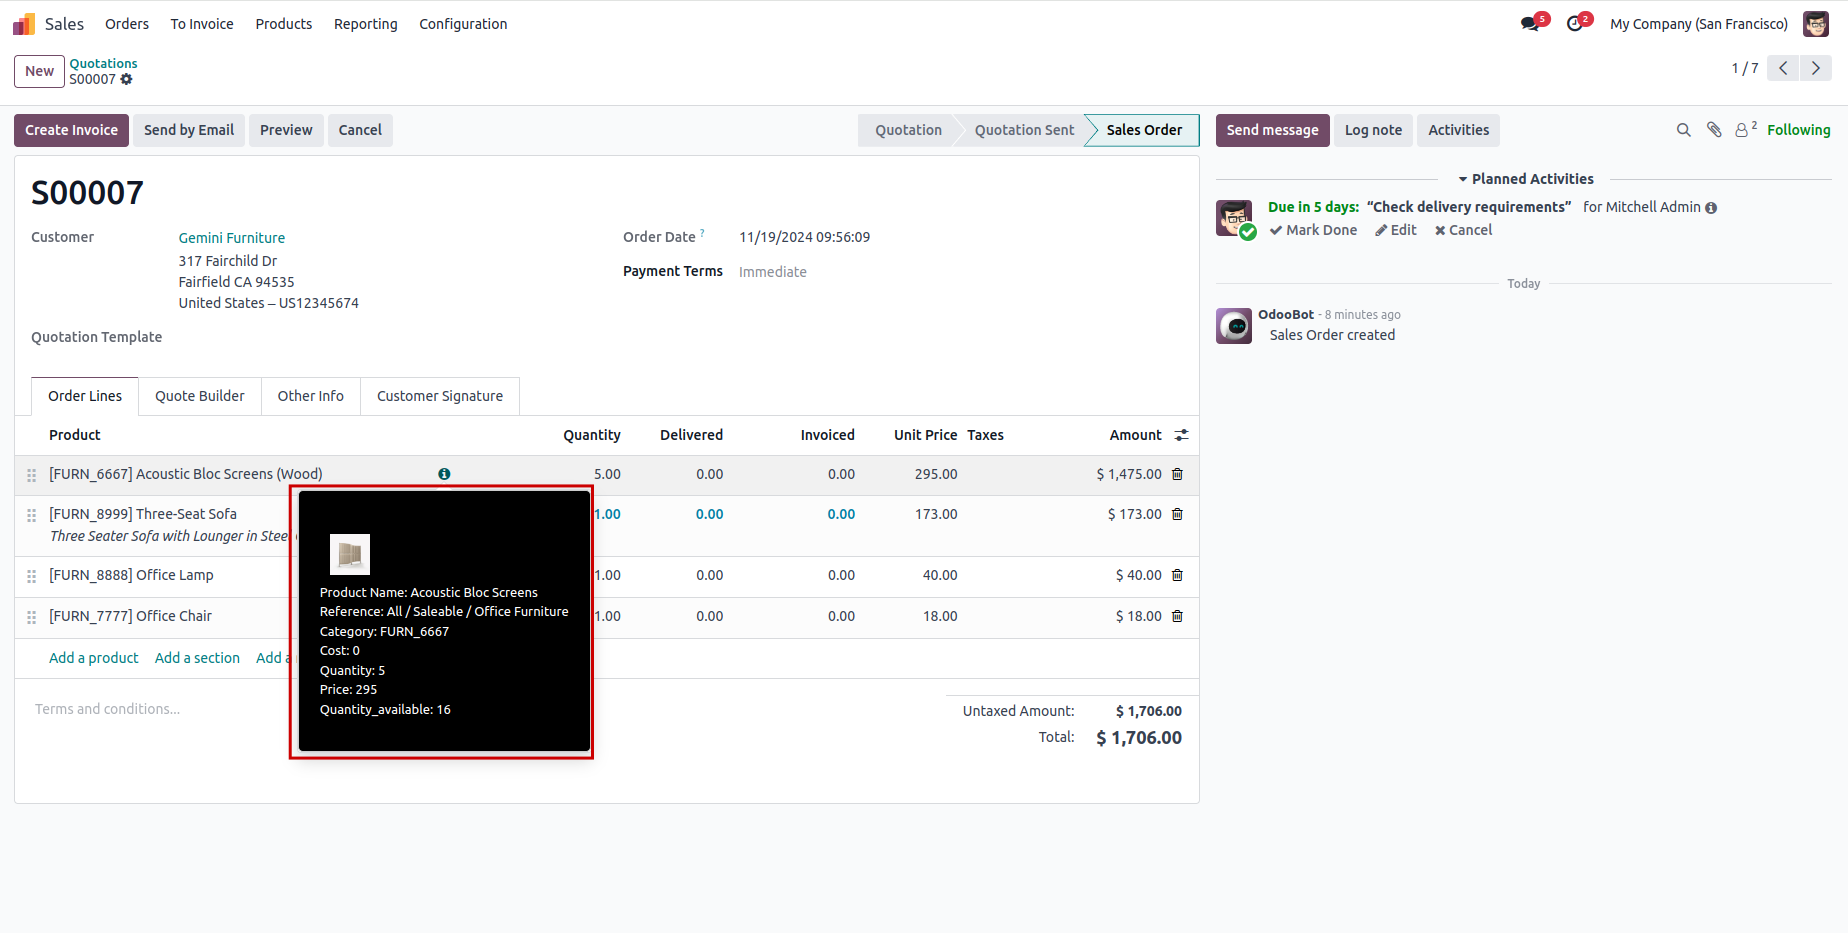 Sales Orders To Invoice Products Reporting Configuration 5 2 My Company (San Francisco)
New Quotations
S00007
1 / 7
Create Invoice Send by Email Preview Cancel Quotation Quotation Sent Sales Order Send message Log note Activities 2 Following
S00007
Customer Gemini Furniture
317 Fairchild Dr
Fairfield CA 94535
United States – US12345674
Quotation Template
Order Date ? 11/19/2024 09:56:09
Payment Terms Immediate
Order Lines Quote Builder Other Info Customer Signature
Product Quantity Delivered Invoiced Unit Price Taxes Amount
[FURN_6667] Acoustic Bloc Screens (Wood) 5.00 0.00 0.00 295.00 $ 1,475.00
[FURN_8999] Three-Seat Sofa 1.00 0.00 0.00 173.00 $ 173.00
Three Seater Sofa with Lounger in Stee
[FURN_8888] Office Lamp 1.00 0.00 0.00 40.00 $ 40.00
[FURN_7777] Office Chair 1.00 0.00 0.00 18.00 $ 18.00
Add a product Add a section Add a
Product Name: Acoustic Bloc Screens
Reference: All / Saleable / Office Furniture
Category: FURN_6667
Cost: 0
Quantity: 5
Price: 295
Quantity_available: 16
Terms and conditions...
Untaxed Amount: $ 1,706.00
Total: $ 1,706.00
Planned Activities
Due in 5 days: “Check delivery requirements” for Mitchell Admin
Mark Done Edit Cancel
Today
OdooBot - 8 minutes ago
Sales Order created